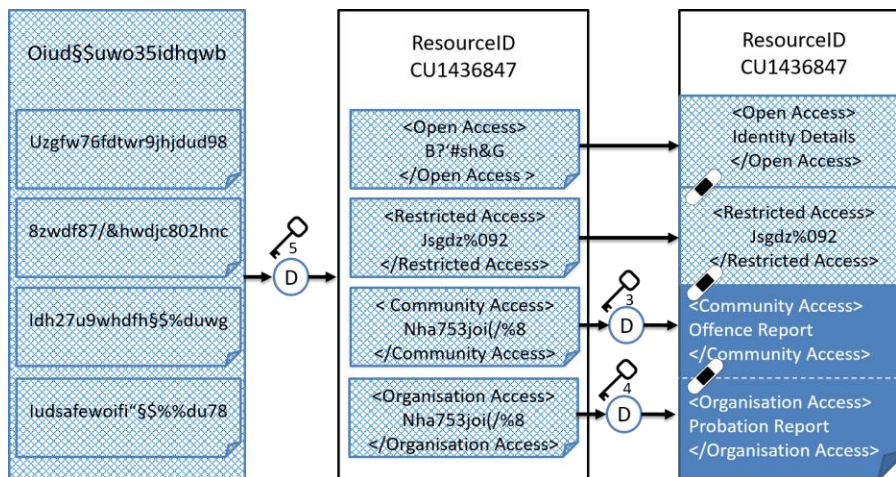 Oiud§$uwo35idhqwb
Uzgfw76fdtwr9jhjdud98
8zwdf87/&hwdjc802hnc
Idh27u9whdfh§$%duwg
Iudsafewoifi“§$%%du78
5
D
ResourceID
CU1436847
<Open Access>
B?‘#sh&G
</Open Access >
<Restricted Access>
Jsgdz%092
</Restricted Access>
< Community Access>
Nha753joi(/%8
</Community Access>
<Organisation Access>
Nha753joi(/%8
</Organisation Access>
3
D
4
D
ResourceID
CU1436847
<Open Access>
Identity Details
</Open Access>
<Restricted Access>
Jsgdz%092
</Restricted Access>
<Community Access>
Offence Report
</Community Access>
<Organisation Access>
Probation Report
</Organisation Access>